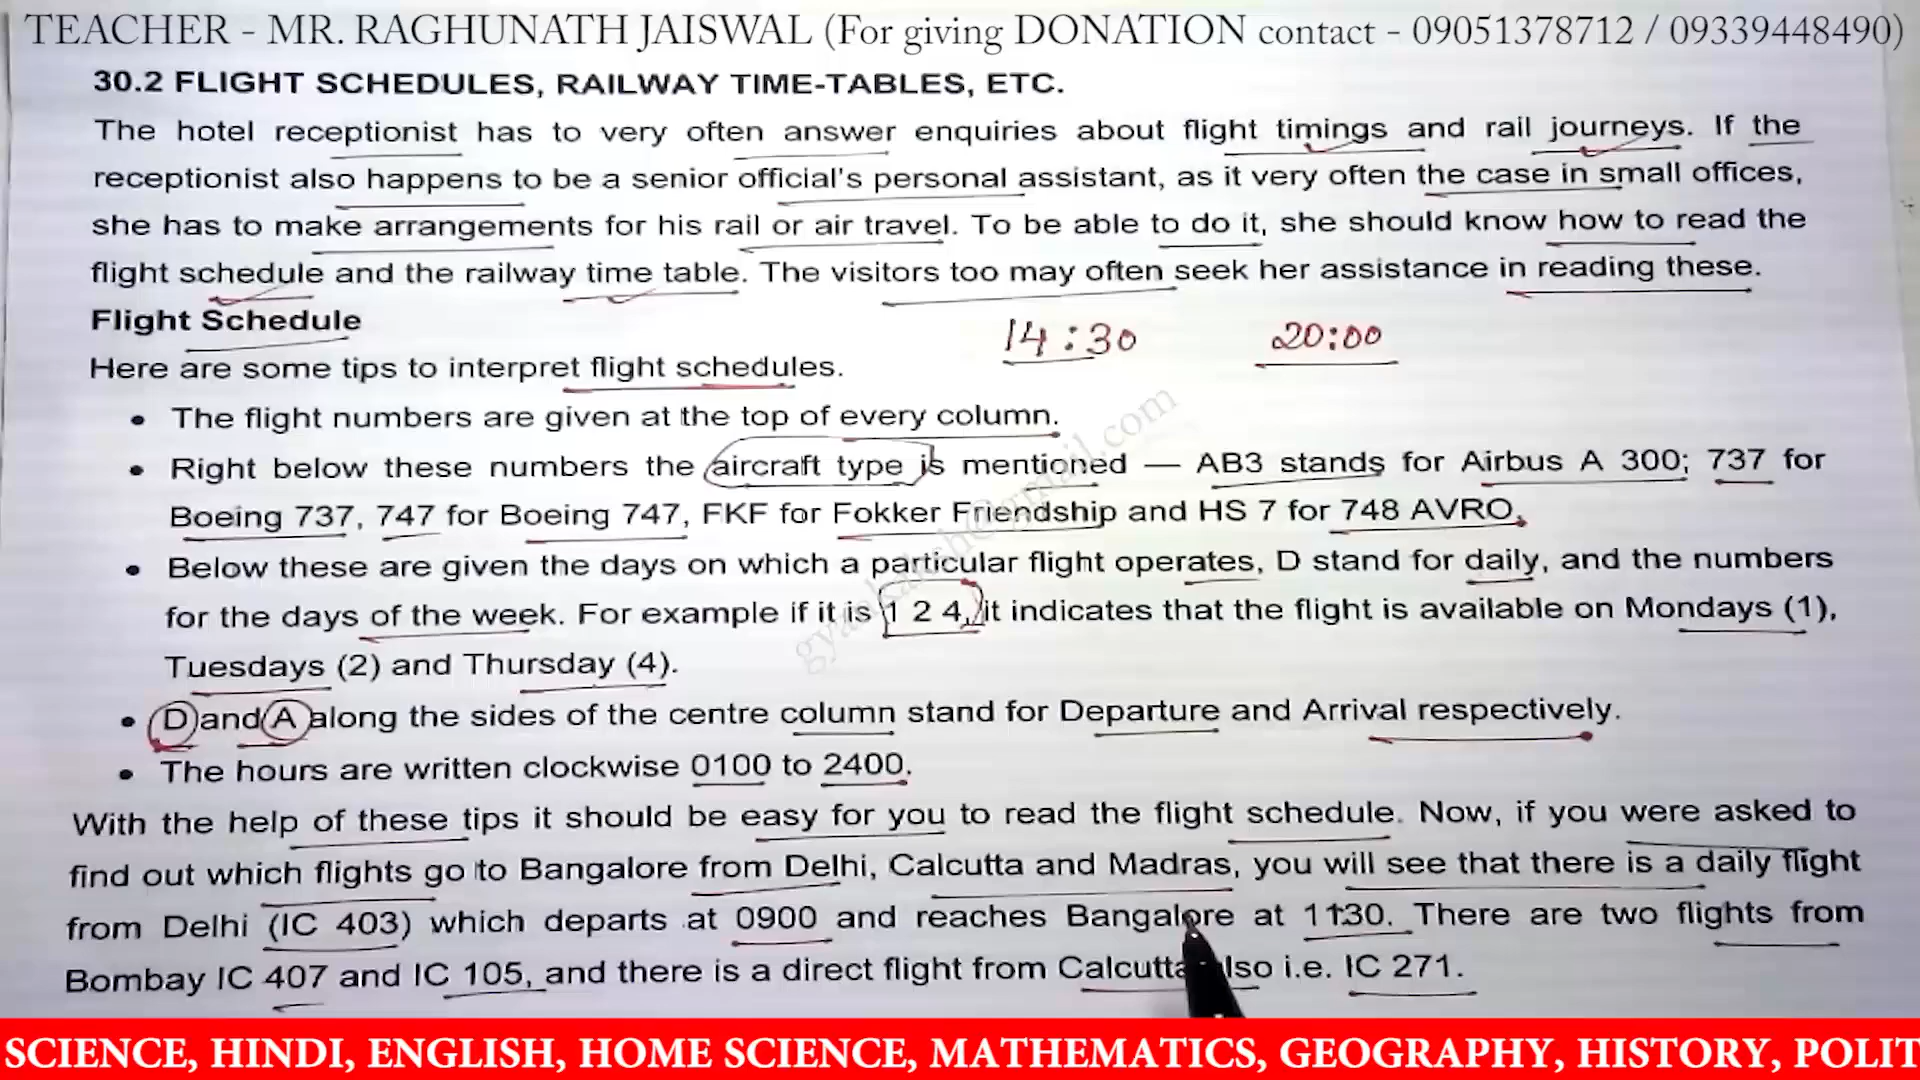 TEACHER - MR. RAGHUNATH JAISWAL (For giving DONATION contact - 09051378712 / 09339448490)
30.2 FLIGHT SCHEDULES, RAILWAY TIME-TABLES, ETC.
The hotel receptionist has to very often answer enquiries about flight timings and rail journeys. If the
receptionist also happens to be a senior official's personal assistant, as it very often the case in small offices,
she has to make arrangements for his rail or air travel. To be able to do it, she should know how to read the
flight schedule and the railway time table. The visitors too may often seek her assistance in reading these.
Flight Schedule
14:30 20:00
Here are some tips to interpret flight schedules.
• The flight numbers are given at the top of every column.
• Right below these numbers the aircraft type is mentioned — AB3 stands for Airbus A 300; 737 for
Boeing 737, 747 for Boeing 747, FKF for Fokker Friendship and HS 7 for 748 AVRO.
• Below these are given the days on which a particular flight operates, D stand for daily, and the numbers
for the days of the week. For example if it is 1 2 4, it indicates that the flight is available on Mondays (1),
Tuesdays (2) and Thursday (4).
• D and A along the sides of the centre column stand for Departure and Arrival respectively.
• The hours are written clockwise 0100 to 2400.
With the help of these tips it should be easy for you to read the flight schedule. Now, if you were asked to
find out which flights go to Bangalore from Delhi, Calcutta and Madras, you will see that there is a daily flight
from Delhi (IC 403) which departs at 0900 and reaches Bangalore at 1130. There are two flights from
Bombay IC 407 and IC 105, and there is a direct flight from Calcutta also i.e. IC 271.
SCIENCE, HINDI, ENGLISH, HOME SCIENCE, MATHEMATICS, GEOGRAPHY, HISTORY, POLIT